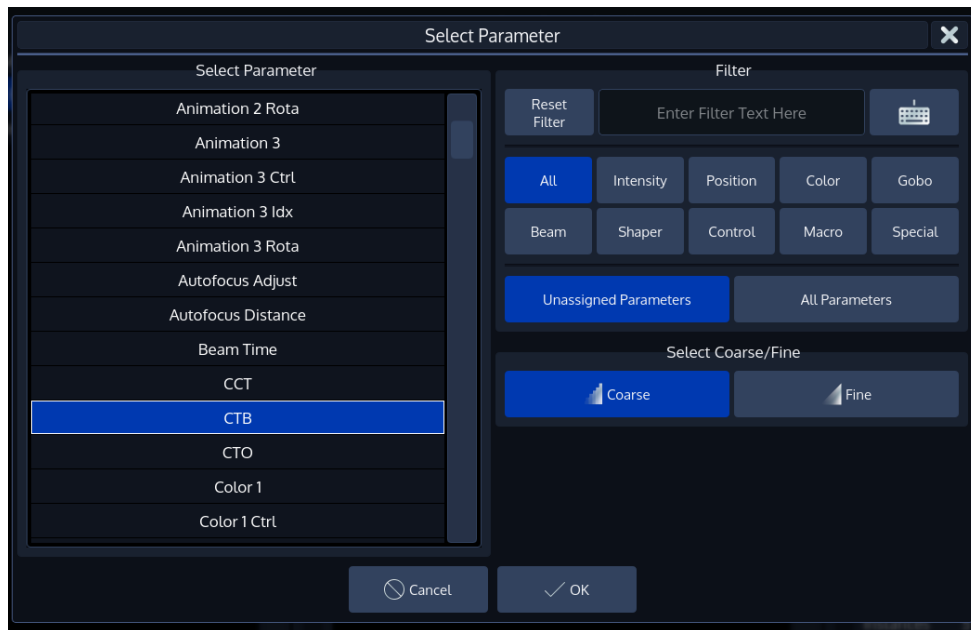 Select Parameter
Select Parameter
Animation 2 Rota
Animation 3
Animation 3 Ctrl
Animation 3 Idx
Animation 3 Rota
Autofocus Adjust
Autofocus Distance
Beam Time
CCT
CTB
CTO
Color 1
Color 1 Ctrl
Filter
Reset
Filter
Enter Filter Text Here
All
Intensity
Position
Color
Gobo
Beam
Shaper
Control
Macro
Special
Unassigned Parameters
All Parameters
Select Coarse/Fine
Coarse
Fine
Cancel
OK